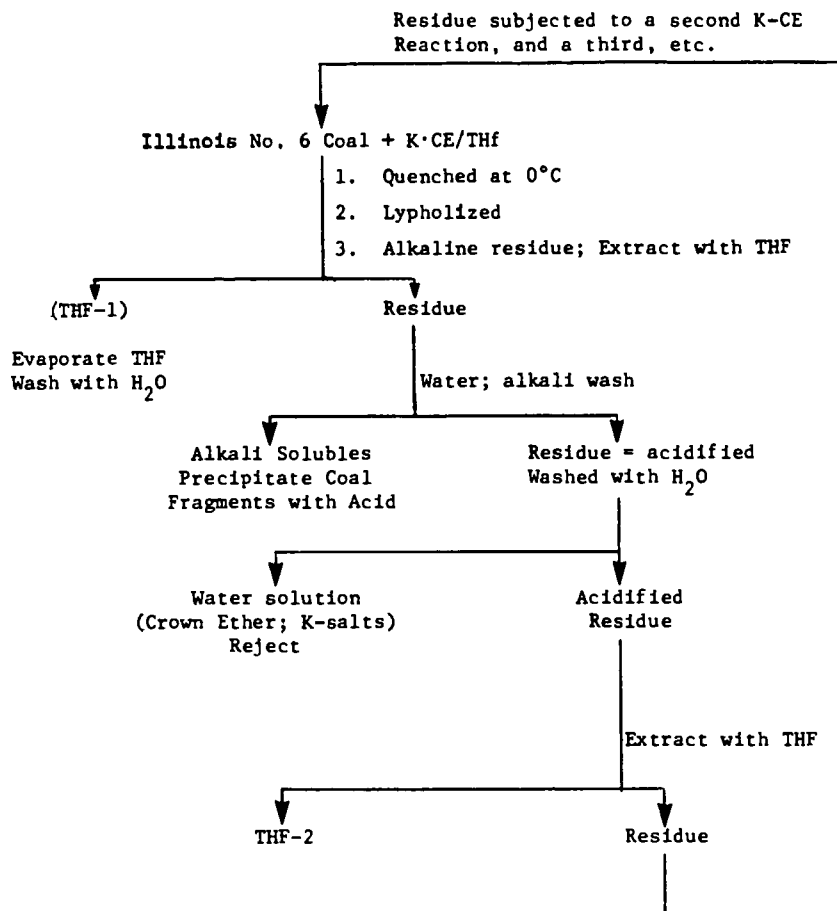 Residue subjected to a second K-CE
Reaction, and a third, etc.
Illinois No. 6 Coal + K·CE/THf
1. Quenched at 0°C
2. Lypholized
3. Alkaline residue; Extract with THF
(THF-1)
Residue
Evaporate THF
Wash with H₂O
Water; alkali wash
Alkali Solubles
Precipitate Coal
Fragments with Acid
Residue = acidified
Washed with H₂O
Water solution
(Crown Ether; K-salts)
Reject
Acidified
Residue
Extract with THF
THF-2
Residue